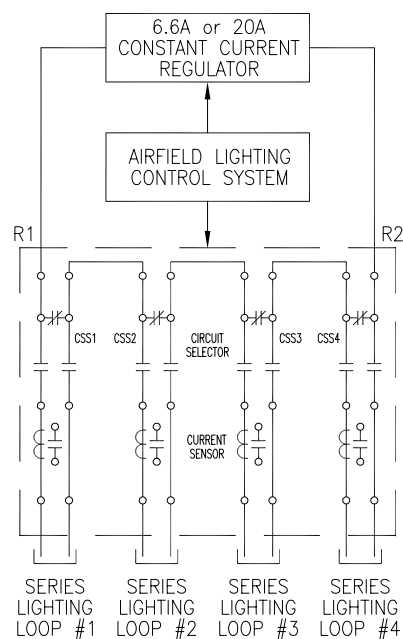 6.6A or 20A
CONSTANT CURRENT
REGULATOR
AIRFIELD LIGHTING
CONTROL SYSTEM
R1
R2
CSS1
CSS2
CIRCUIT
SELECTOR
CSS3
CSS4
CURRENT
SENSOR
SERIES
LIGHTING
LOOP #1
SERIES
LIGHTING
LOOP #2
SERIES
LIGHTING
LOOP #3
SERIES
LIGHTING
LOOP #4